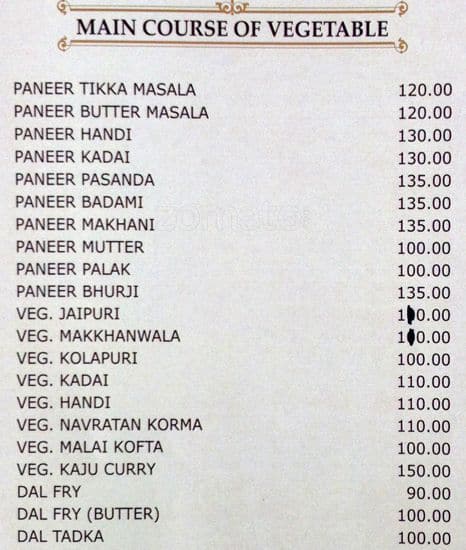 MAIN COURSE OF VEGETABLE
PANEER TIKKA MASALA 120.00
PANEER BUTTER MASALA 120.00
PANEER HANDI 130.00
PANEER KADAI 130.00
PANEER PASANDA 135.00
PANEER BADAMI 135.00
PANEER MAKHANI 135.00
PANEER MUTTER 100.00
PANEER PALAK 100.00
PANEER BHURJI 135.00
VEG. JAIPURI
VEG. MAKKHANWALA
VEG. KOLAPURI 100.00
VEG. KADAI 110.00
VEG. HANDI 110.00
VEG. NAVRATAN KORMA 110.00
VEG. MALAI KOFTA 100.00
VEG. KAJU CURRY 150.00
DAL FRY 90.00
DAL FRY (BUTTER) 100.00
DAL TADKA 100.00